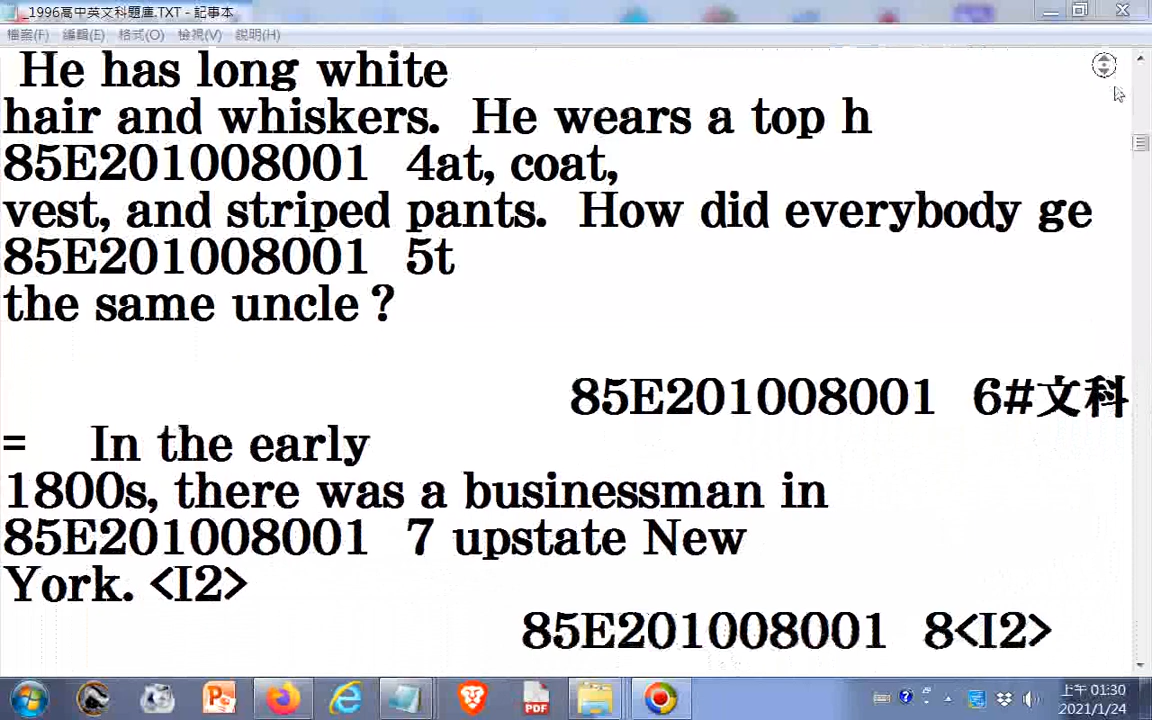 _1996高中英文科題庫.TXT - 記事本
檔案(F) 編輯(E) 格式(O) 檢視(V) 說明(H)
He has long white
hair and whiskers.  He wears a top h
85E201008001  4at, coat,
vest, and striped pants.  How did everybody ge
85E201008001  5t
the same uncle ?
85E201008001  6#文科
=    In the early
1800s, there was a businessman in
85E201008001  7 upstate New
York. <I2>
85E201008001  8<I2>
PDF
上午 01:30
2021/1/24